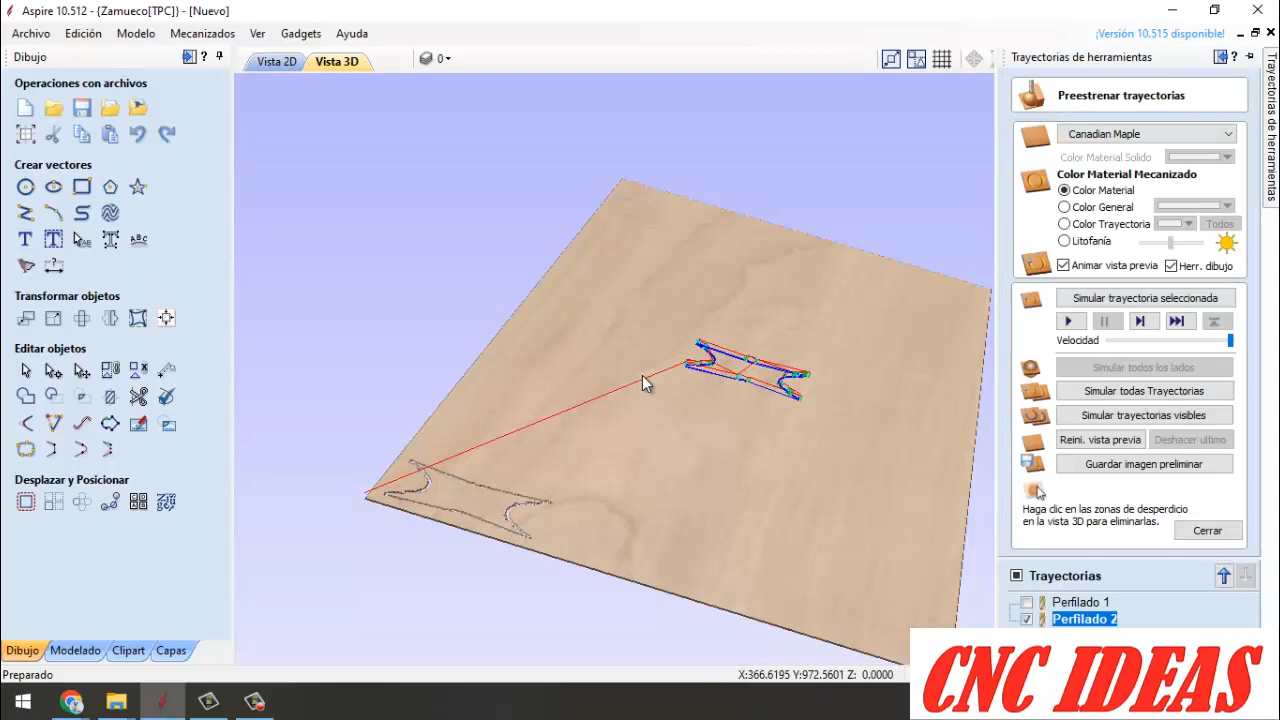 Aspire 10.512 - {Zamueco[TPC]} - [Nuevo]
Archivo Edición Modelo Mecanizados Ver Gadgets Ayuda
¡Versión 10.515 disponible!
Dibujo
?
Vista 2D
Vista 3D
0
Operaciones con archivos
Crear vectores
Transformar objetos
Editar objetos
Desplazar y Posicionar
Dibujo Modelado Clipart Capas
Preparado
X:366.6195 Y:972.5601 Z: 0.0000
Trayectorias de herramientas
?
Trayectorias de herramientas
Preestrenar trayectorias
Canadian Maple
Color Material Solido
Color Material Mecanizado
Color Material
Color General
Color Trayectoria
Todos
Litofanía
Animar vista previa
Herr. dibujo
Simular trayectoria seleccionada
Velocidad
Simular todos los lados
Simular todas Trayectorias
Simular trayectorias visibles
Reini. vista previa
Deshacer ultimo
Guardar imagen preliminar
Haga clic en las zonas de desperdicio
en la vista 3D para eliminarlas.
Cerrar
Trayectorias
Perfilado 1
Perfilado 2
CNC IDEAS